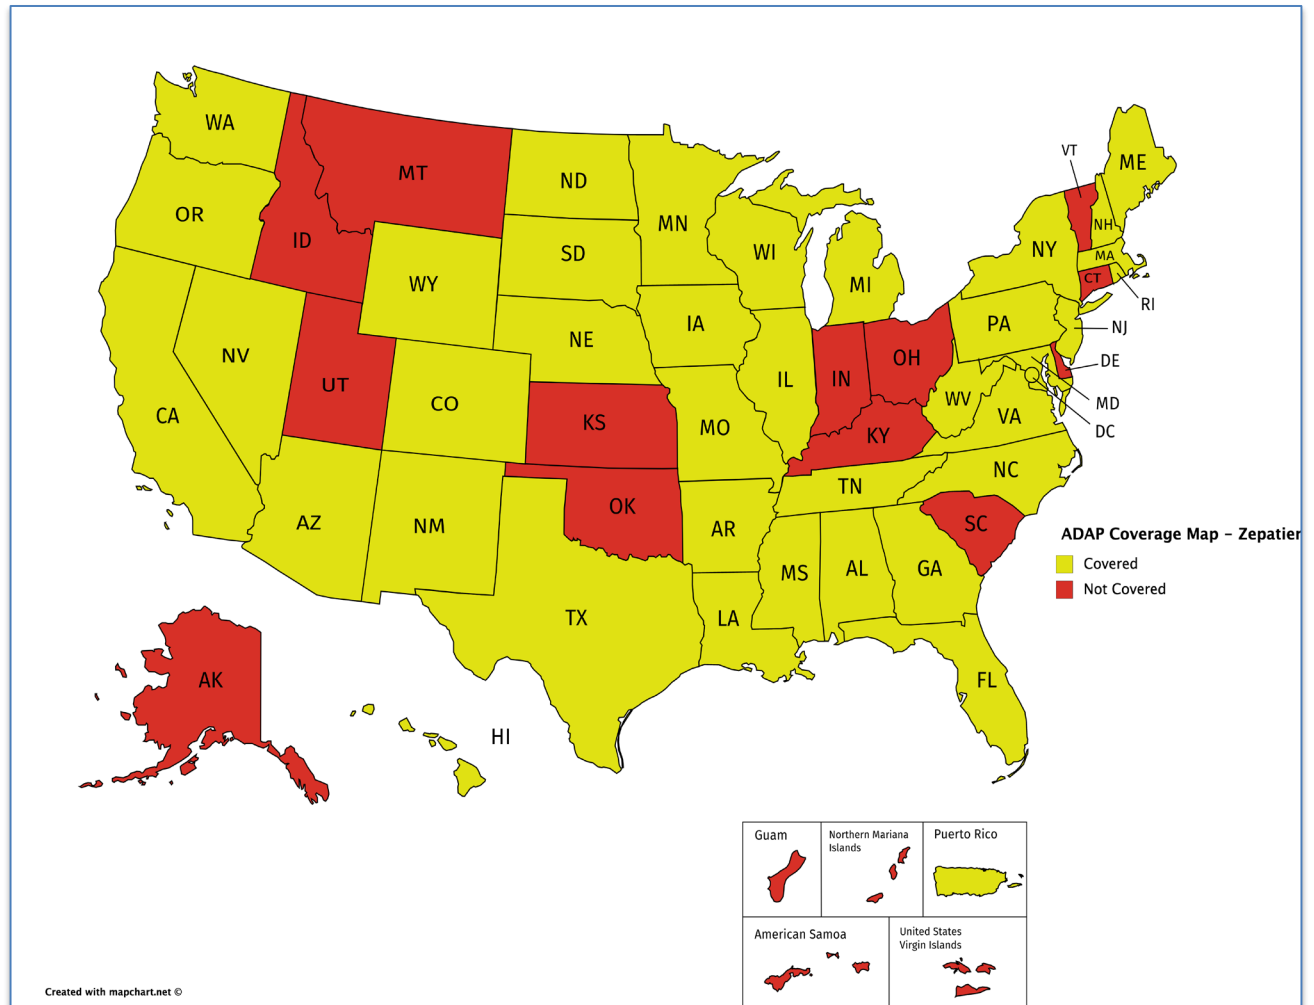 WA
MT
ND
MN
VT
ME
OR
ID
SD
WI
NY
NH
MA
CT
RI
WY
MI
NV
NE
IA
PA
NJ
UT
CO
IL
IN
OH
DE
CA
KS
MO
WV
VA
MD
DC
KY
NC
TN
AZ
NM
OK
AR
SC
MS
AL
GA
TX
LA
FL
AK
HI
ADAP Coverage Map – Zepatier
Covered
Not Covered
Guam
Northern Mariana
Islands
Puerto Rico
American Samoa
United States
Virgin Islands
Created with mapchart.net ©